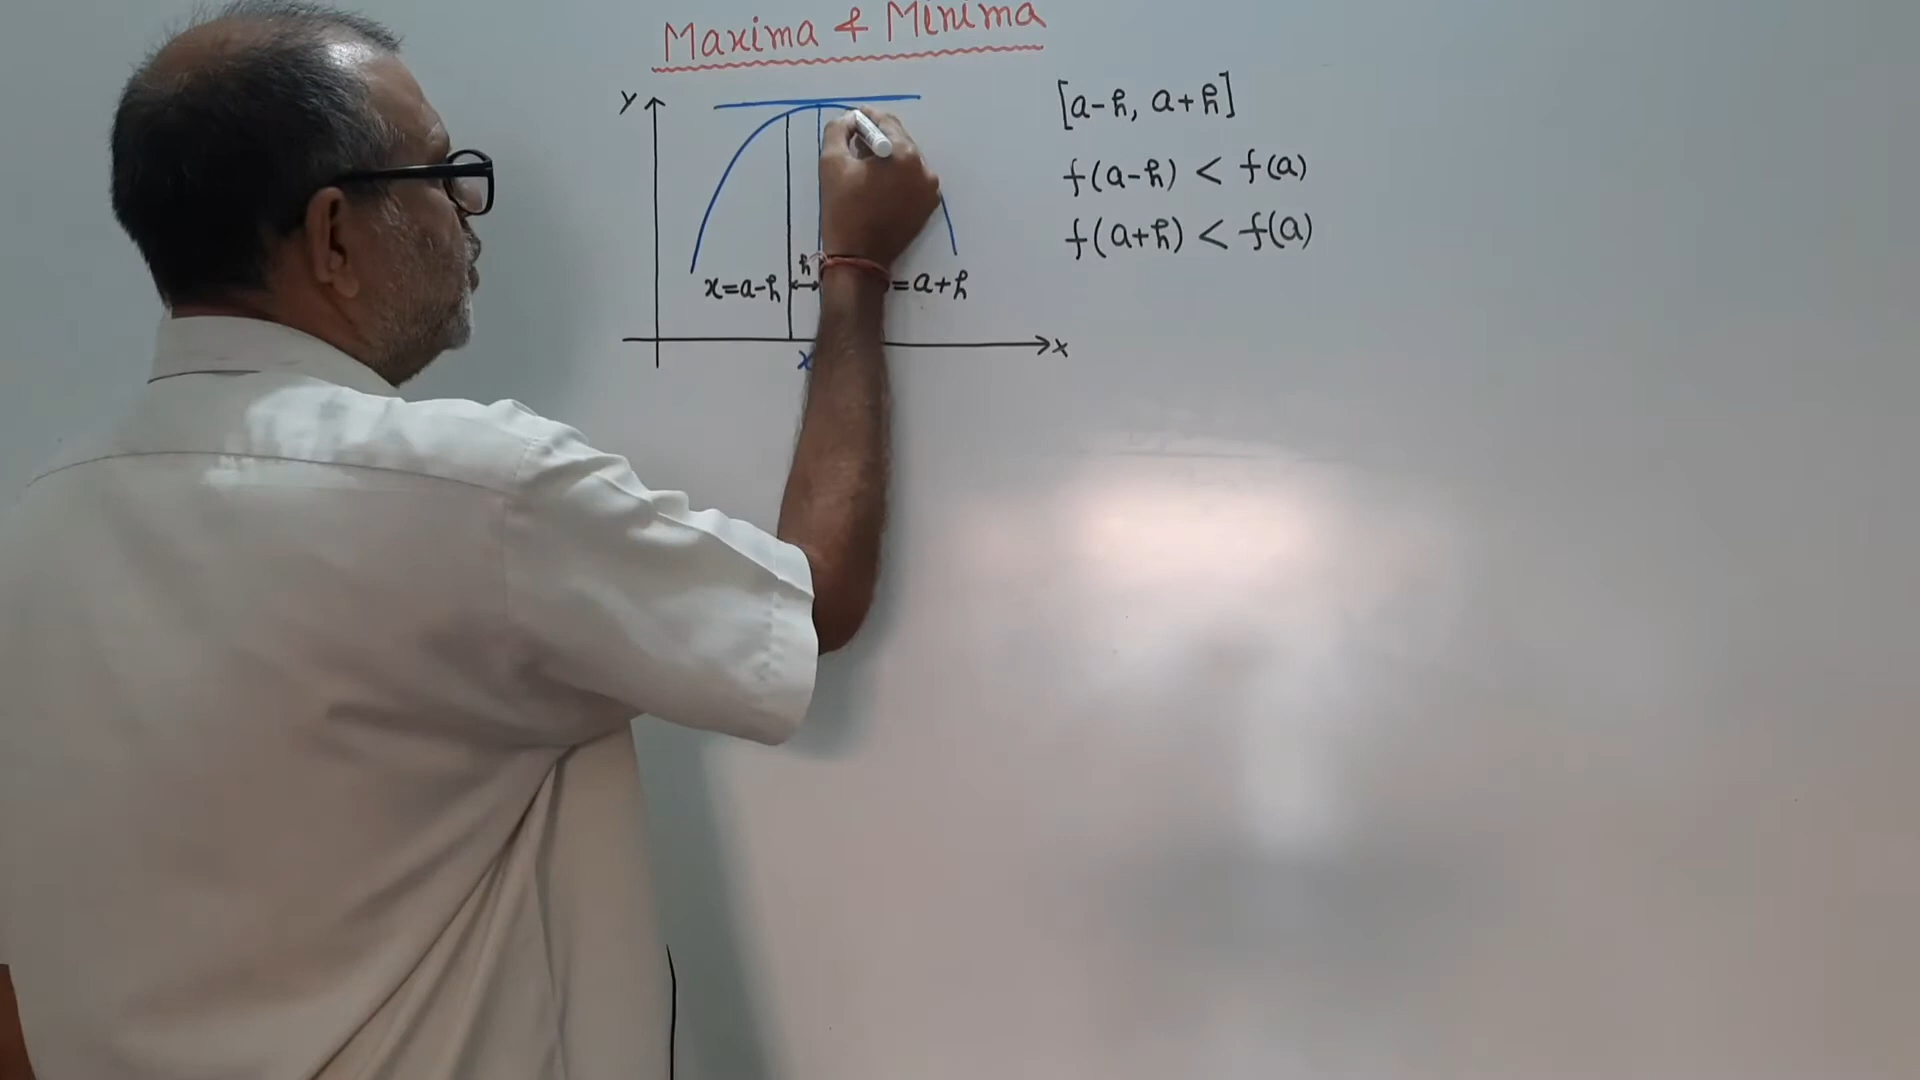 Maxima & Minima
Y
[a-h, a+h]
f(a-h) < f(a)
f(a+h) < f(a)
h
x=a-h
=a+h
x
X